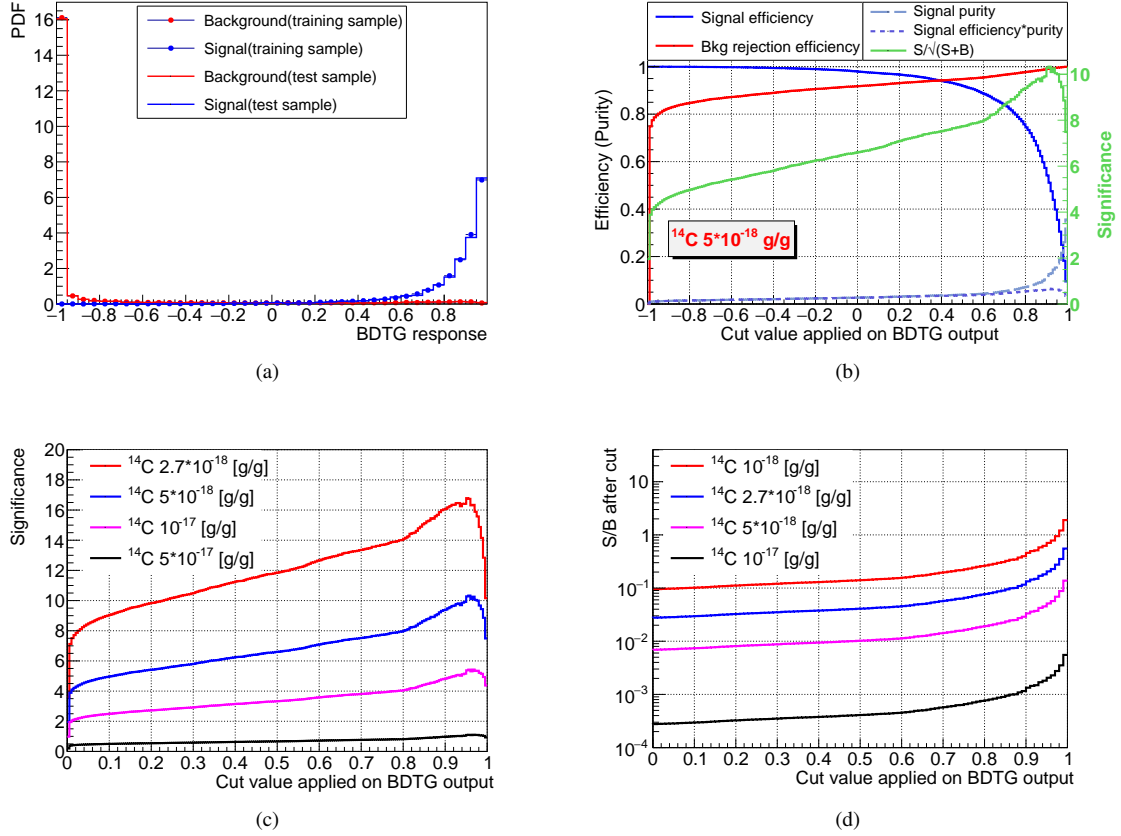 PDF
Background(training sample)
Signal(training sample)
Background(test sample)
Signal(test sample)
16
14
12
10
8
6
4
2
0
−1 −0.8 −0.6 −0.4 −0.2 0 0.2 0.4 0.6 0.8 1
BDTG response
(a)
Signal efficiency
Bkg rejection efficiency
Signal purity
Signal efficiency*purity
S/√(S+B)
Efficiency (Purity)
1
0.8
0.6
0.4
0.2
0
10
8
6
4
2
0
Significance
¹⁴C 5*10⁻¹⁸ g/g
−1 −0.8 −0.6 −0.4 −0.2 0 0.2 0.4 0.6 0.8 1
Cut value applied on BDTG output
(b)
Significance
20
18
16
14
12
10
8
6
4
2
0
¹⁴C 2.7*10⁻¹⁸ [g/g]
¹⁴C 5*10⁻¹⁸ [g/g]
¹⁴C 10⁻¹⁷ [g/g]
¹⁴C 5*10⁻¹⁷ [g/g]
0 0.1 0.2 0.3 0.4 0.5 0.6 0.7 0.8 0.9 1
Cut value applied on BDTG output
(c)
S/B after cut
10
1
10⁻¹
10⁻²
10⁻³
10⁻⁴
¹⁴C 10⁻¹⁸ [g/g]
¹⁴C 2.7*10⁻¹⁸ [g/g]
¹⁴C 5*10⁻¹⁸ [g/g]
¹⁴C 10⁻¹⁷ [g/g]
0 0.1 0.2 0.3 0.4 0.5 0.6 0.7 0.8 0.9 1
Cut value applied on BDTG output
(d)